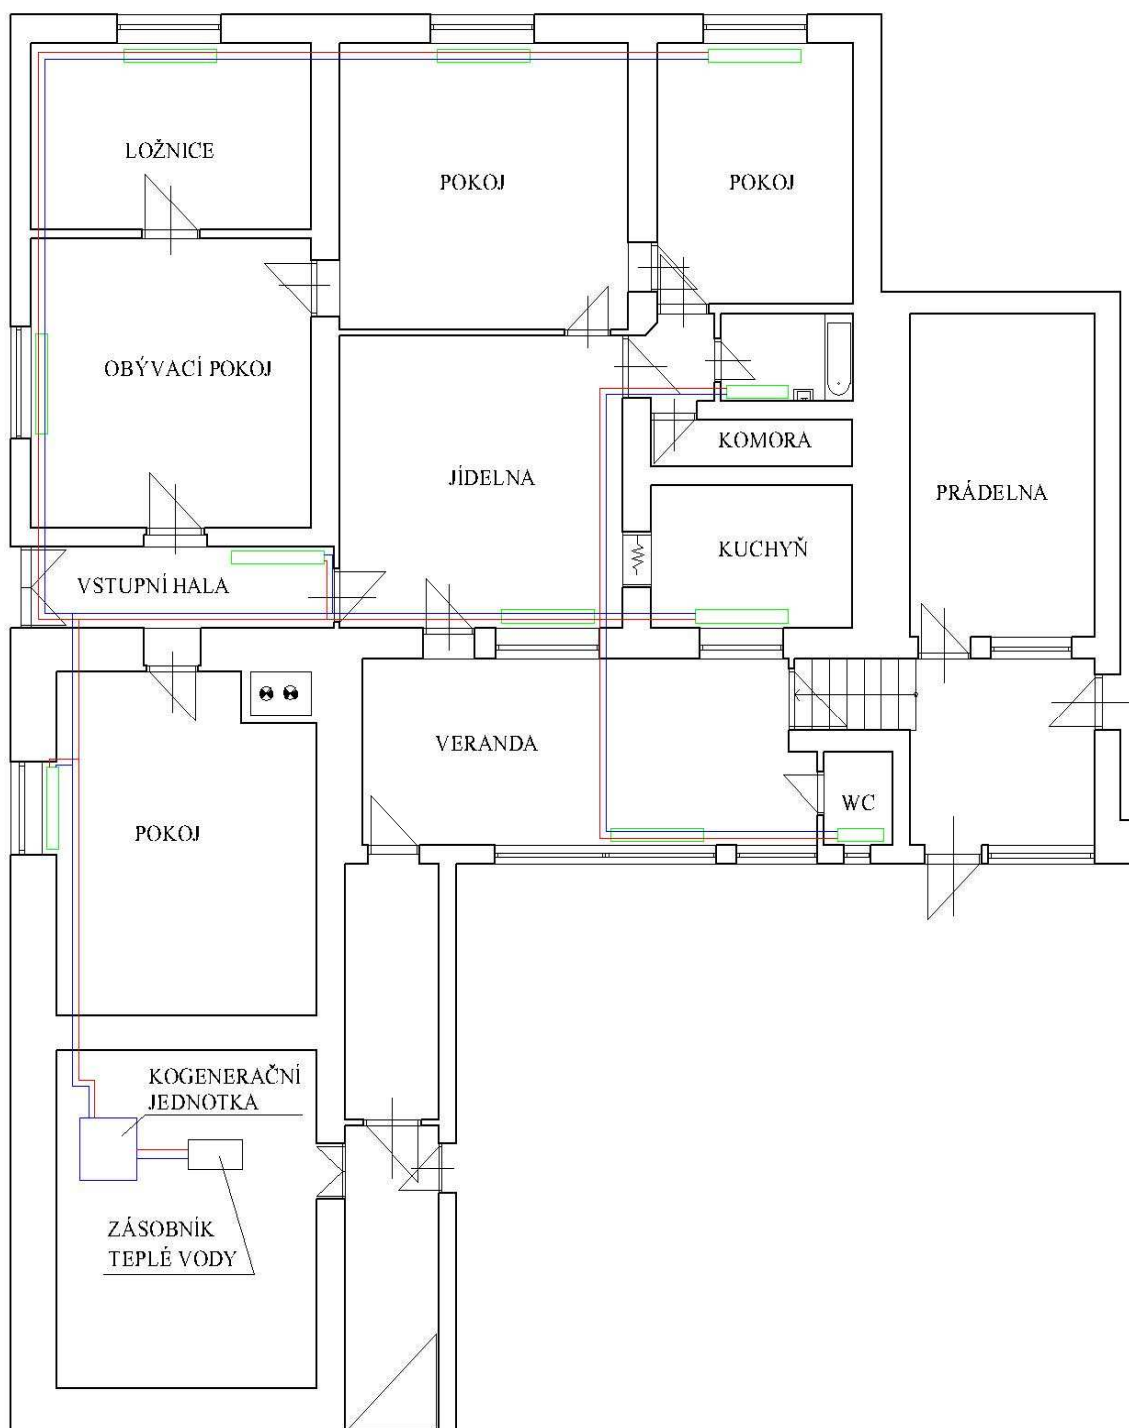 LOŽNICE
POKOJ
POKOJ
OBÝVACÍ POKOJ
KOMORA
JÍDELNA
PRÁDELNA
KUCHYŇ
VSTUPNÍ HALA
VERANDA
WC
POKOJ
KOGENERAČNÍ
JEDNOTKA
ZÁSOBNÍK
TEPLÉ VODY